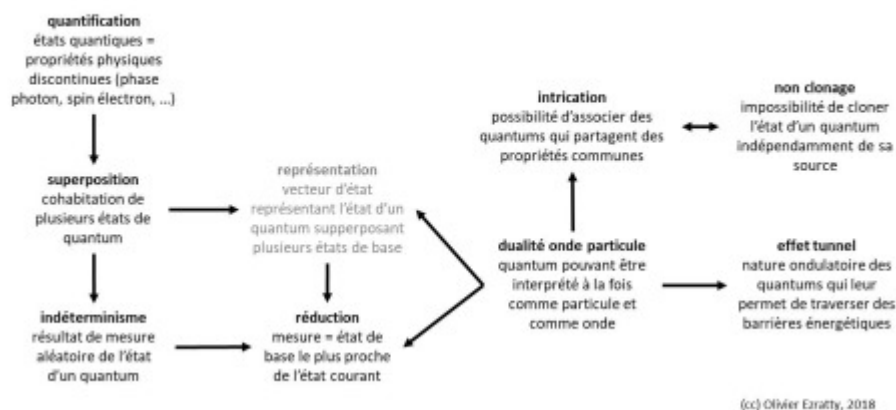 quantification
états quantiques =
propriétés physiques
discontinues (phase
photon, spin électron, ...)
superposition
cohabitation de
plusieurs états de
quantum
indéterminisme
résultat de mesure
aléatoire de l'état
d'un quantum
représentation
vecteur d'état
représentant l'état d'un
quantum supperposant
plusieurs états de base
réduction
mesure = état de
base le plus proche
de l'état courant
intrication
possibilité d'associer des
quantums qui partagent des
propriétés communes
dualité onde particule
quantum pouvant être
interprété à la fois
comme particule et
comme onde
non clonage
impossibilité de cloner
l'état d'un quantum
indépendamment de sa
source
effet tunnel
nature ondulatoire des
quantums qui leur
permet de traverser des
barrières énergétiques
(cc) Olivier Ezratty, 2018